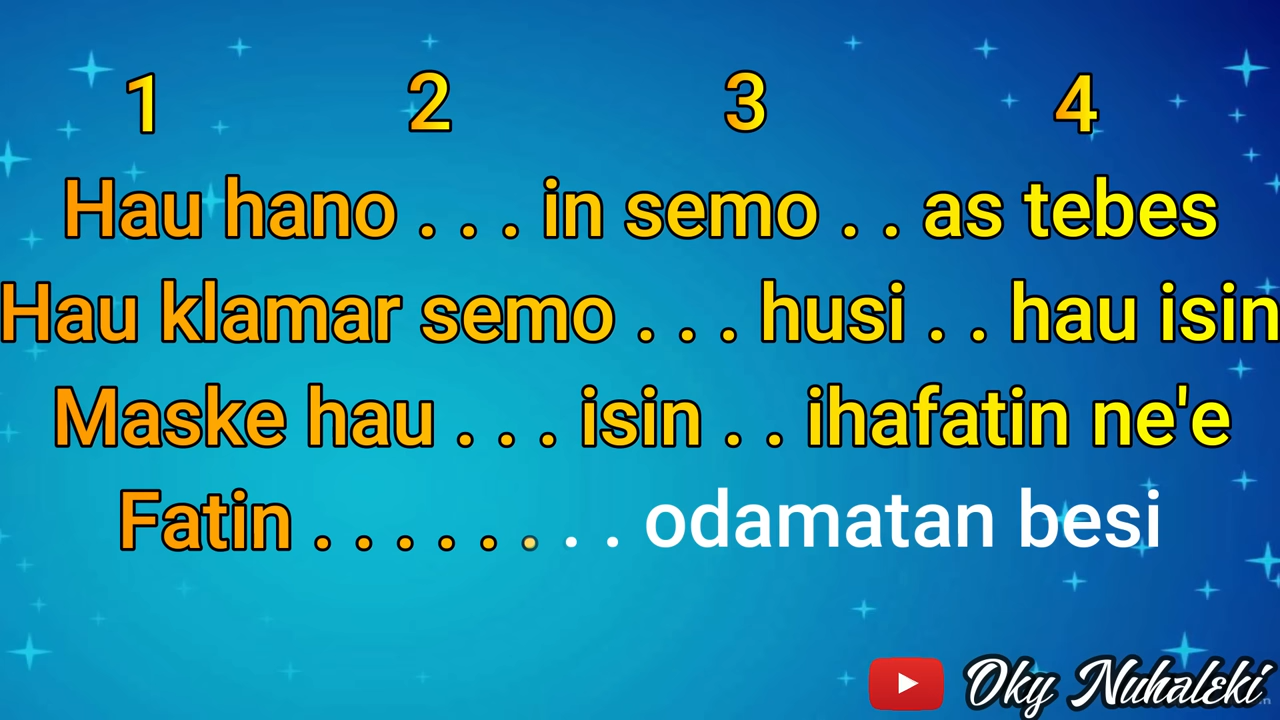 1 2 3 4
Hau hano . . . in semo . . as tebes
Hau klamar semo . . . husi . . hau isin
Maske hau . . . isin . . ihafatin ne'e
Fatin . . . . . . . . odamatan besi
Oky Nuhaleki